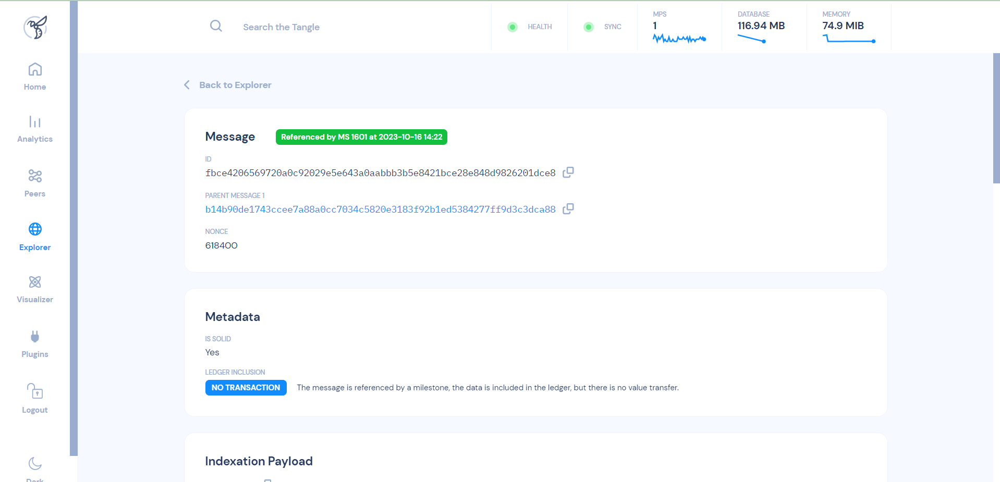 Search the Tangle
HEALTH
SYNC
MPS
1
DATABASE
116.94 MB
MEMORY
74.9 MIB
Home
Analytics
Peers
Explorer
Visualizer
Plugins
Logout
Dark
Back to Explorer
Message
Referenced by MS 1601 at 2023-10-16 14:22
ID
fbce4206569720a0c92029e5e643a0aabbb3b5e8421bce28e848d9826201dce8
PARENT MESSAGE 1
b14b90de1743ccee7a88a0cc7034c5820e3183f92b1ed5384277ff9d3c3dca88
NONCE
618400
Metadata
IS SOLID
Yes
LEDGER INCLUSION
NO TRANSACTION
The message is referenced by a milestone, the data is included in the ledger, but there is no value transfer.
Indexation Payload